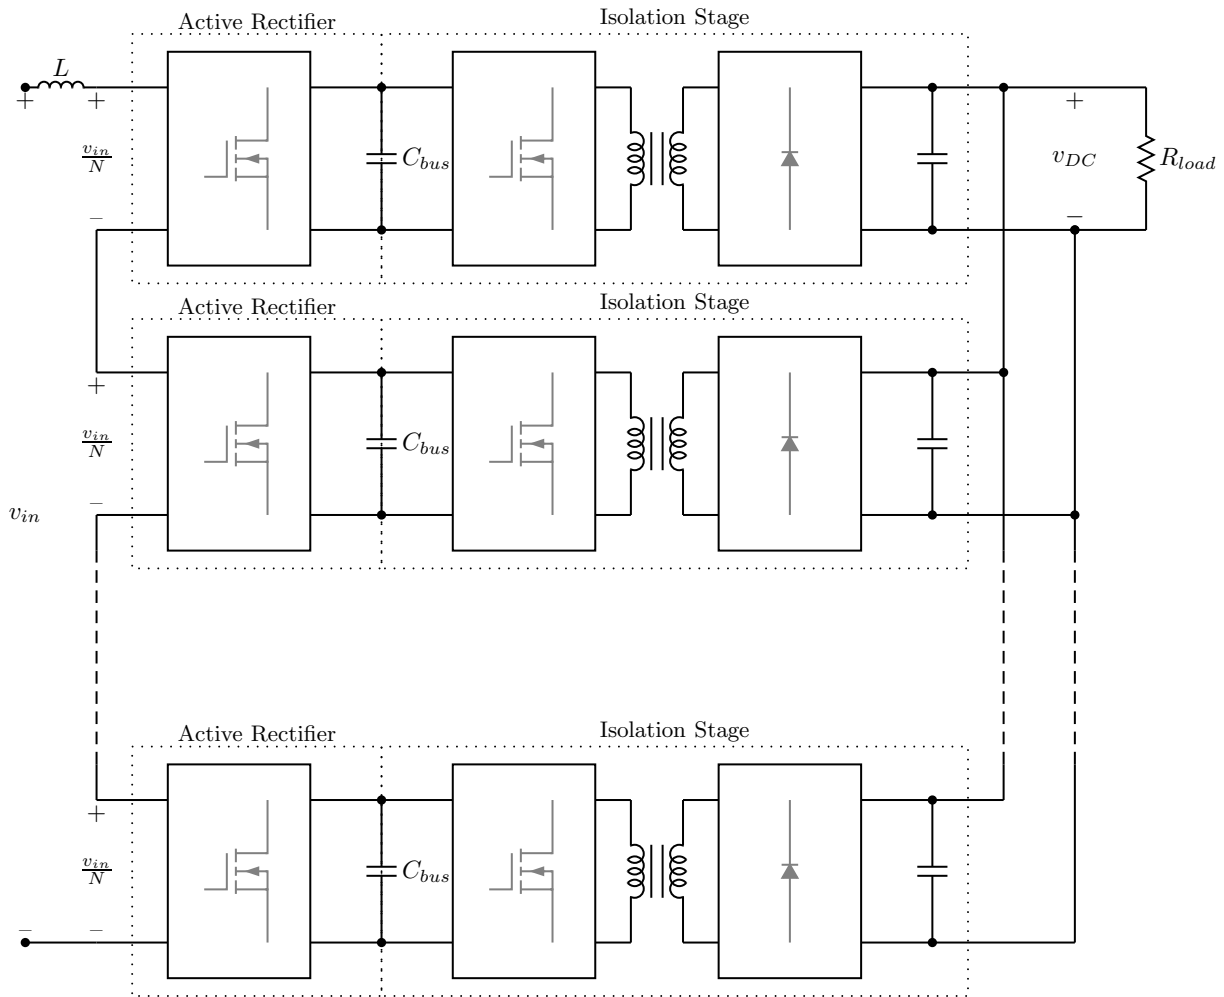 Active Rectifier
Isolation Stage
L
+
+
+
v_in/N
C_bus
v_DC
R_load
−
−
Active Rectifier
Isolation Stage
+
v_in/N
C_bus
−
v_in
Active Rectifier
Isolation Stage
+
v_in/N
C_bus
−
−